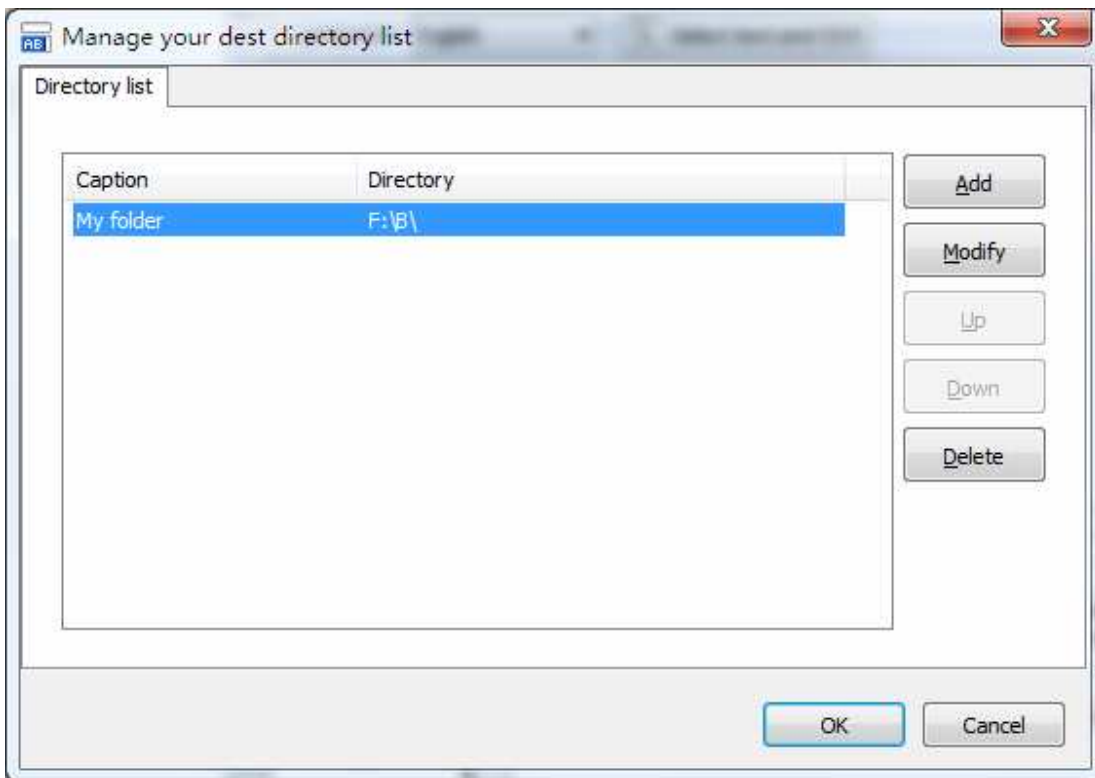 Manage your dest directory list
Directory list
Caption Directory
My folder F:\B\
Add
Modify
Up
Down
Delete
OK Cancel